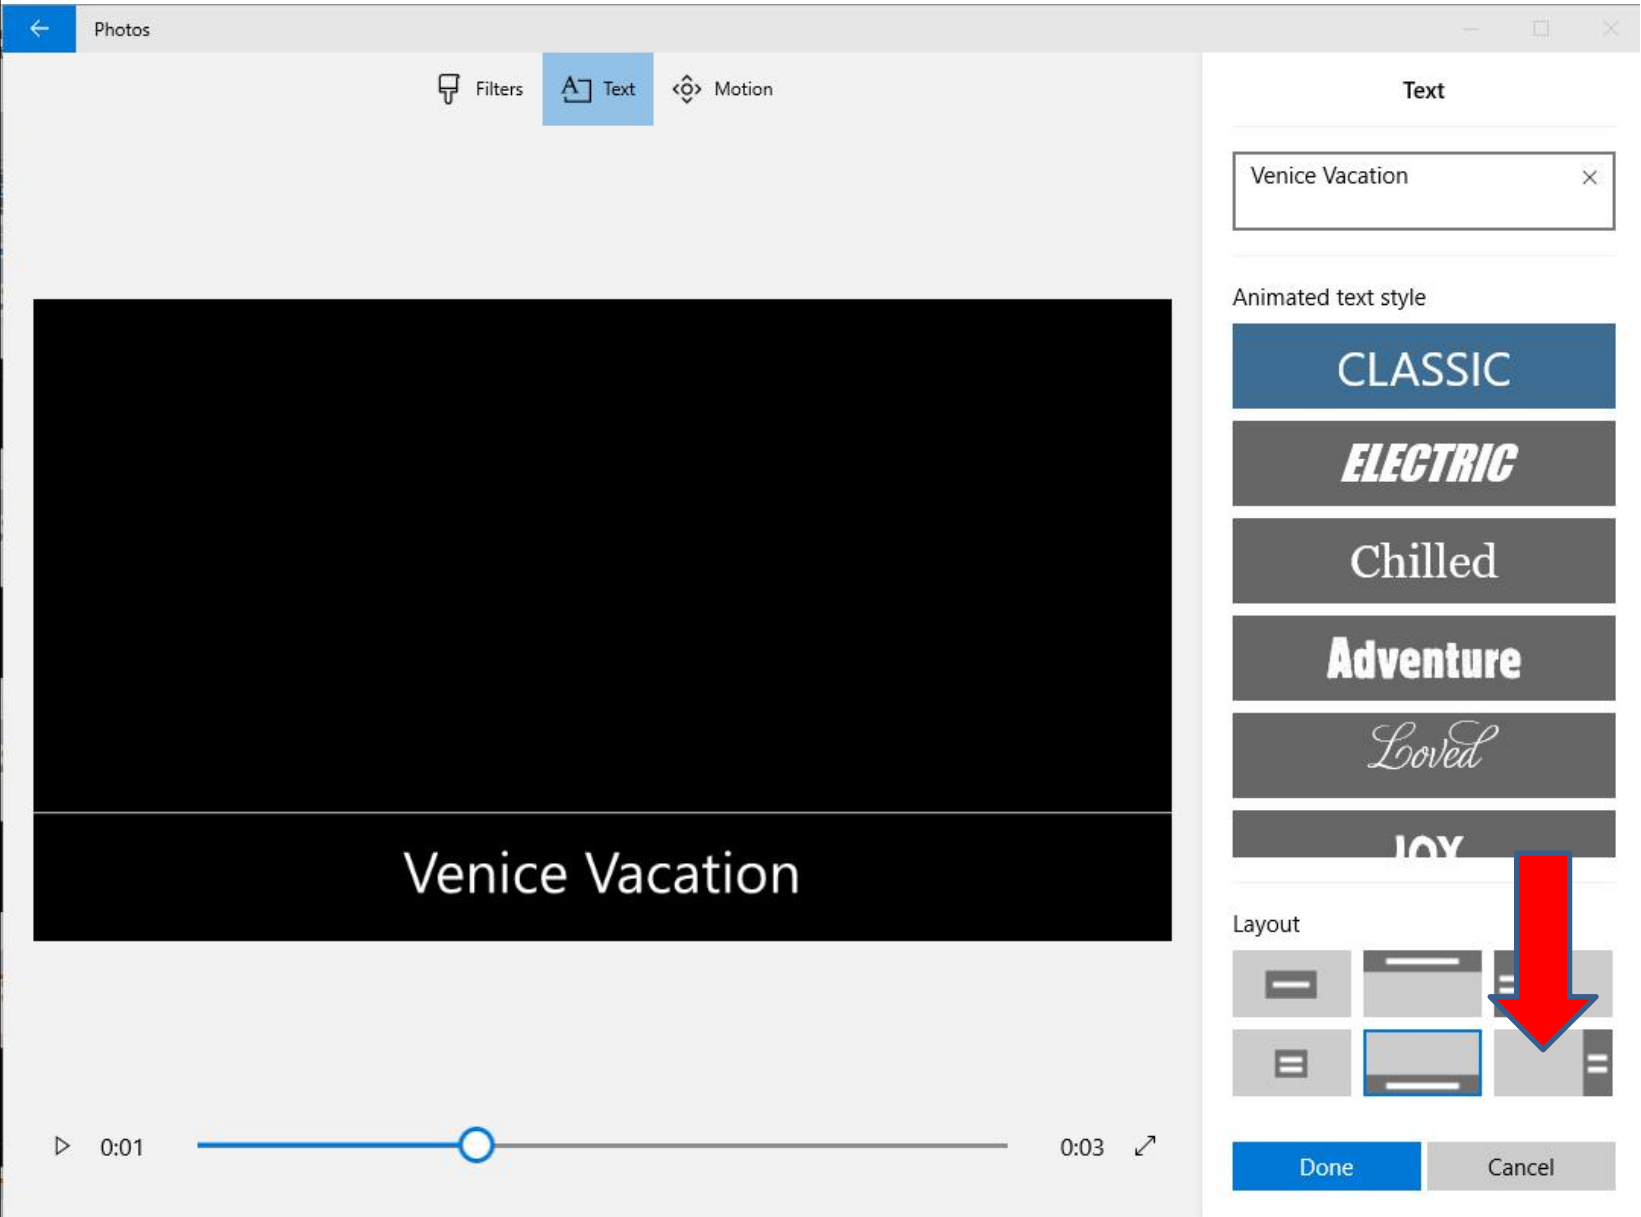 Photos
Filters
Text
Motion
Text
Venice Vacation
Animated text style
CLASSIC
ELECTRIC
Chilled
Adventure
Loved
JOY
Venice Vacation
Layout
0:01
0:03
Done
Cancel